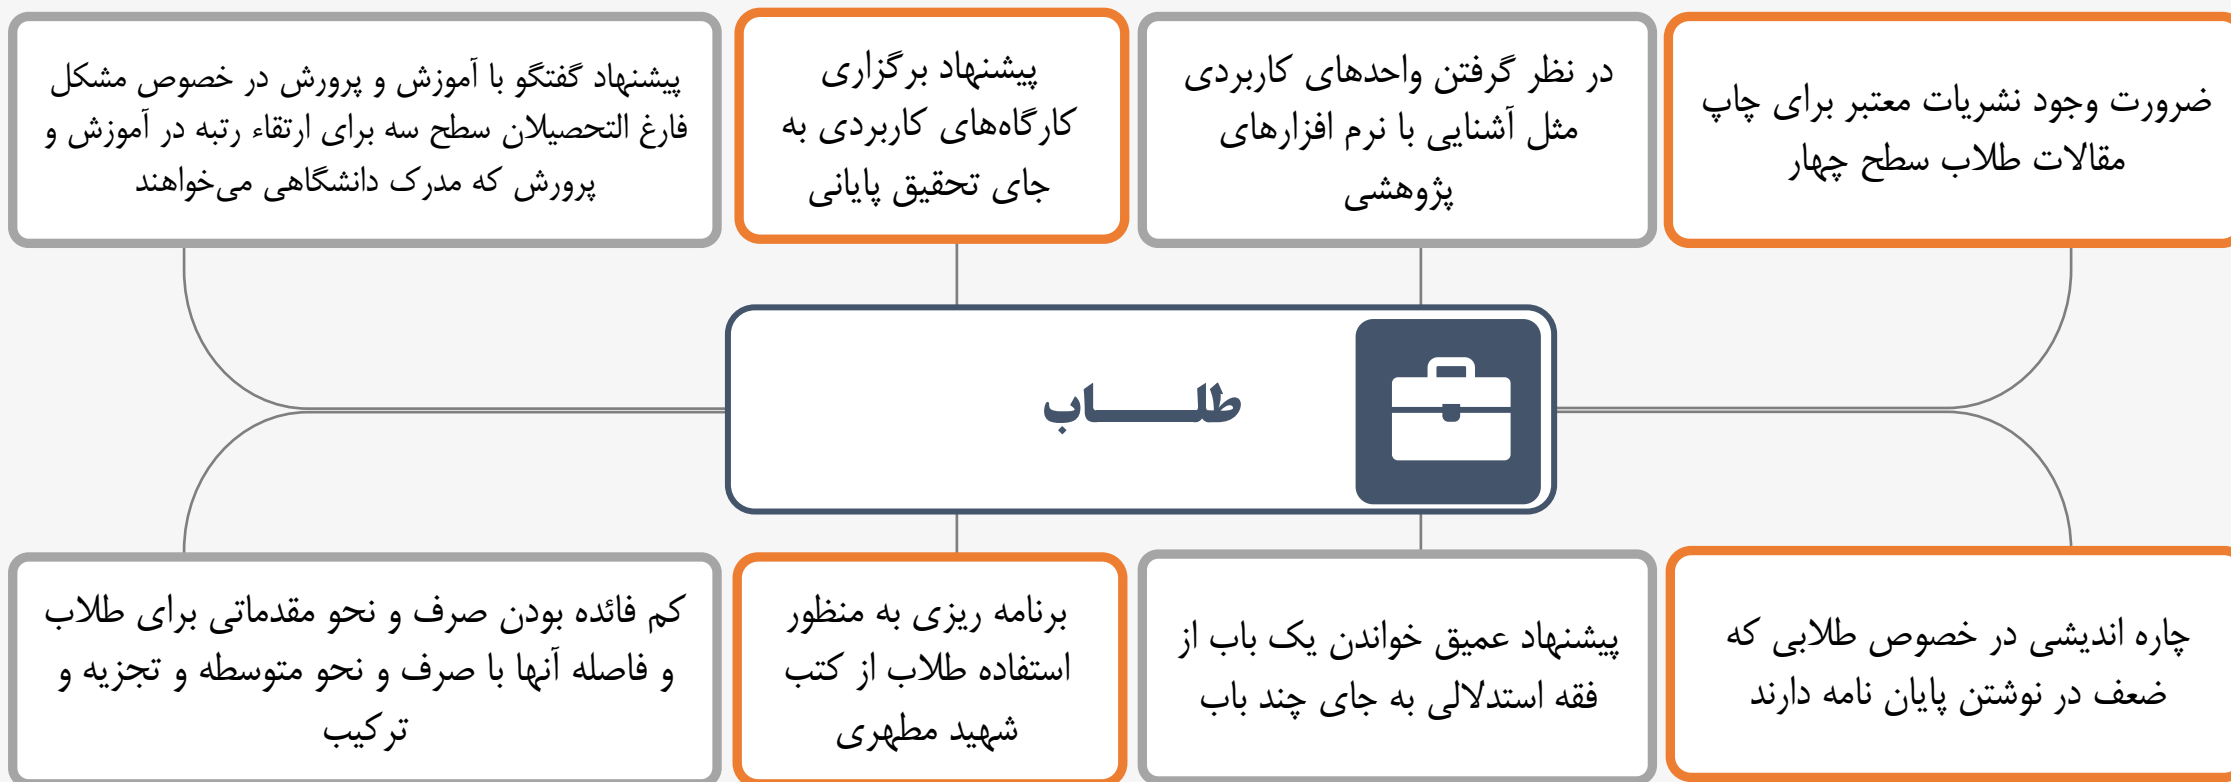 ضرورت وجود نشریات معتبر برای چاپ
مقالات طلاب سطح چهار
در نظر گرفتن واحدهای کاربردی
مثل آشنایی با نرم افزارهای
پژوهشی
پیشنهاد برگزاری
کارگاه‌های کاربردی به
جای تحقیق پایانی
پیشنهاد گفتگو با آموزش و پرورش در خصوص مشکل
فارغ التحصیلان سطح سه برای ارتقاء رتبه در آموزش و
پرورش که مدرک دانشگاهی می‌خواهند
طلـــــاب
چاره اندیشی در خصوص طلابی که
ضعف در نوشتن پایان نامه دارند
پیشنهاد عمیق خواندن یک باب از
فقه استدلالی به جای چند باب
برنامه ریزی به منظور
استفاده طلاب از کتب
شهید مطهری
کم فائده بودن صرف و نحو مقدماتی برای طلاب
و فاصله آنها با صرف و نحو متوسطه و تجزیه و
ترکیب